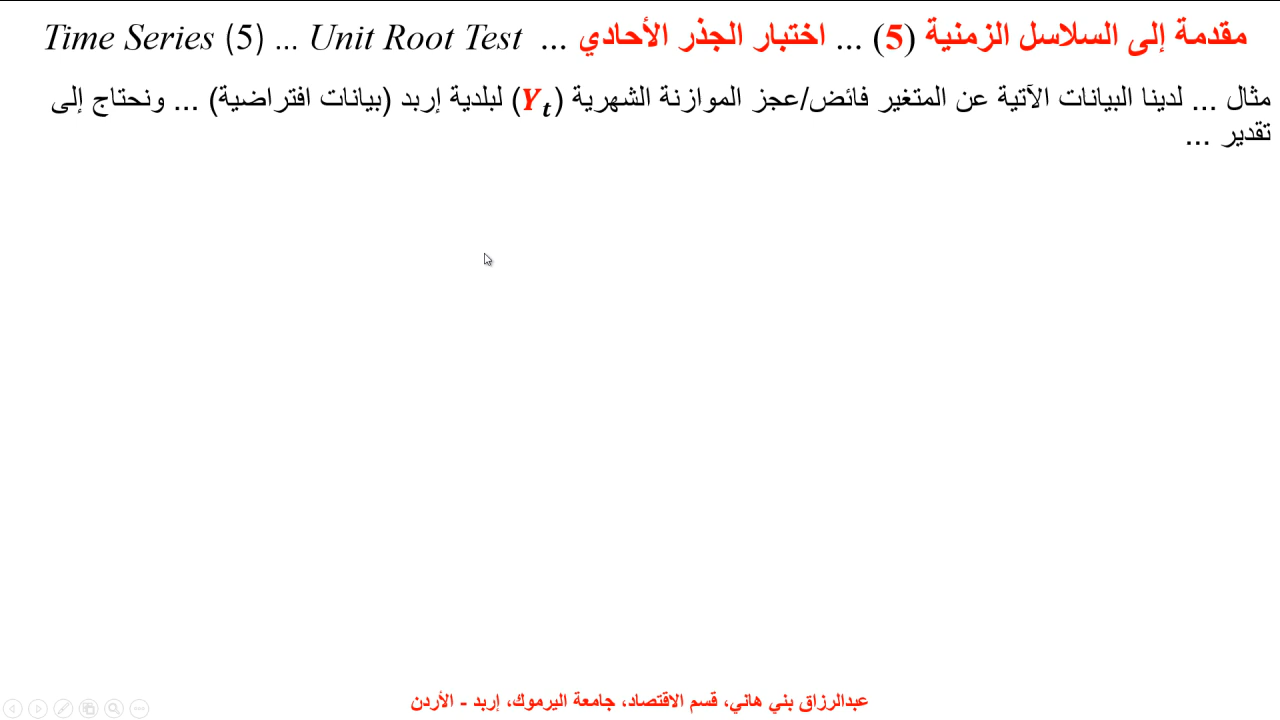 مقدمة إلى السلاسل الزمنية (5) ... اختبار الجذر الأحادي ... Time Series (5) ... Unit Root Test
مثال ... لدينا البيانات الآتية عن المتغير فائض/عجز الموازنة الشهرية (Yₜ) لبلدية إربد (بيانات افتراضية) ... ونحتاج إلى
تقدير ...
عبدالرزاق بني هاني، قسم الاقتصاد، جامعة اليرموك، إربد - الأردن